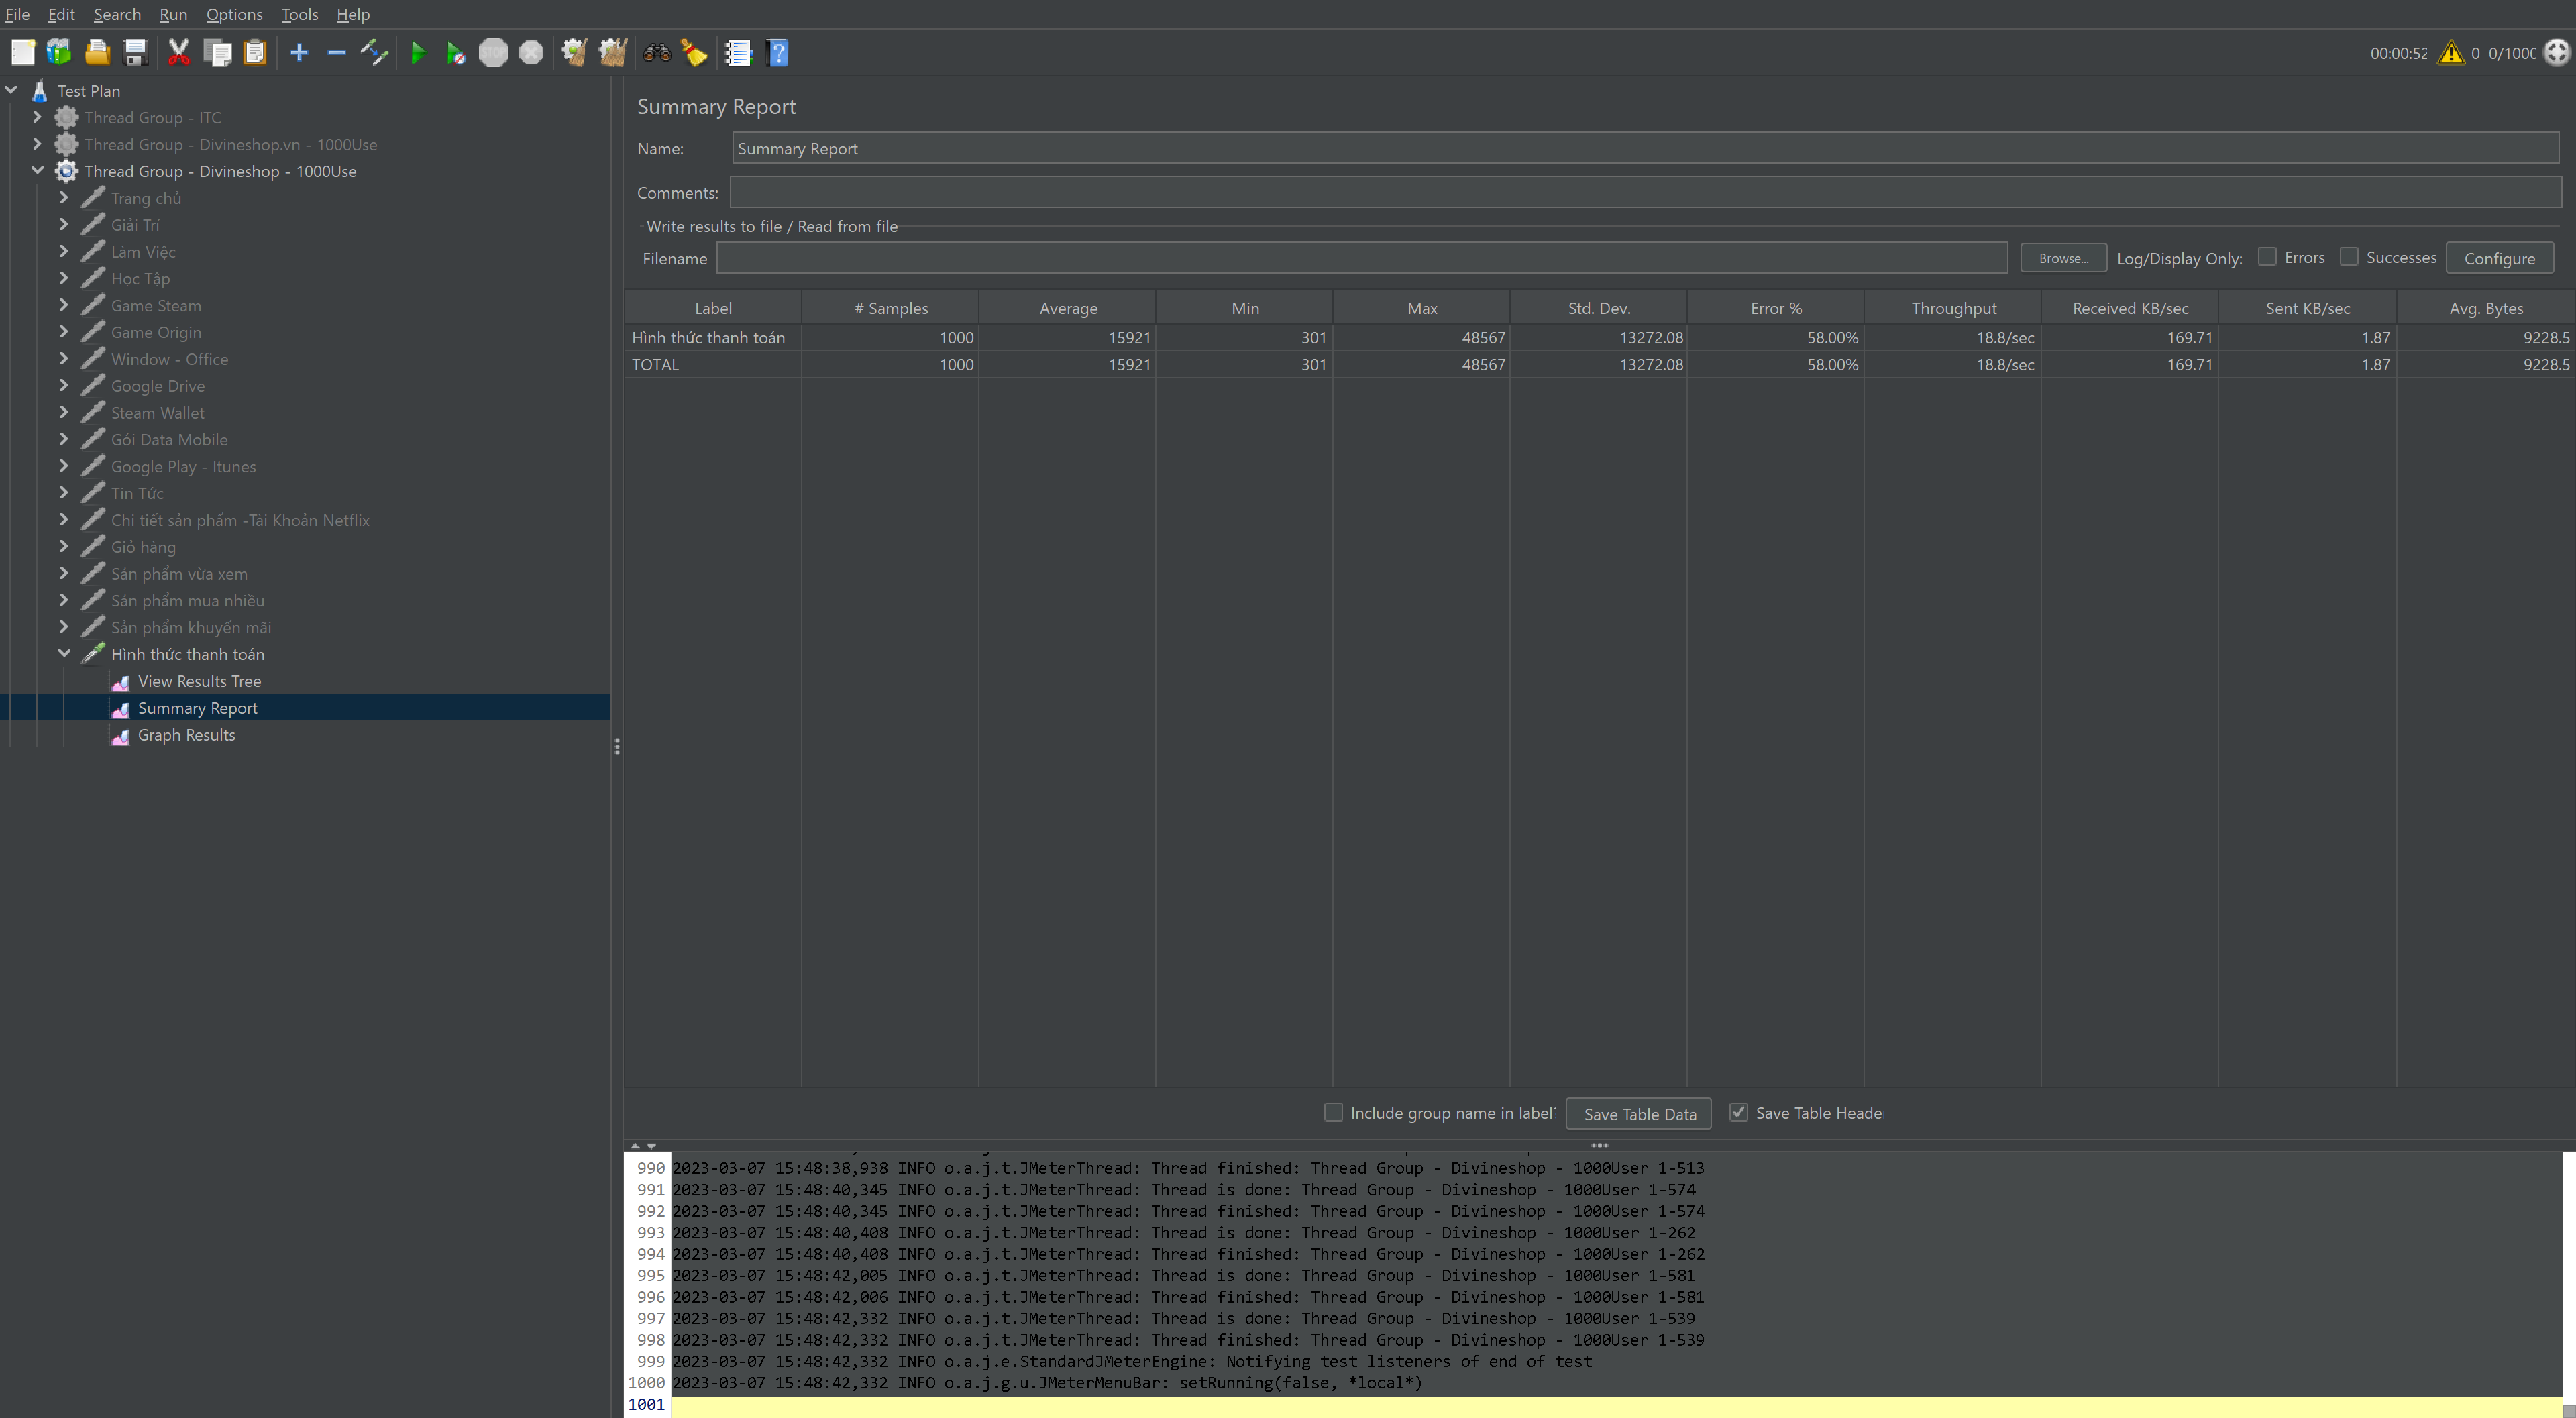 File Edit Search Run Options Tools Help
00:00:52 0 0/1000
Test Plan
Thread Group - ITC
Thread Group - Divineshop.vn - 1000Use
Thread Group - Divineshop - 1000Use
Trang chủ
Giải Trí
Làm Việc
Học Tập
Game Steam
Game Origin
Window - Office
Google Drive
Steam Wallet
Gói Data Mobile
Google Play - Itunes
Tin Tức
Chi tiết sản phẩm -Tài Khoản Netflix
Giỏ hàng
Sản phẩm vừa xem
Sản phẩm mua nhiều
Sản phẩm khuyến mãi
Hình thức thanh toán
View Results Tree
Summary Report
Graph Results
Summary Report
Name: Summary Report
Comments:
Write results to file / Read from file
Filename Browse... Log/Display Only: Errors Successes Configure
Label # Samples Average Min Max Std. Dev. Error % Throughput Received KB/sec Sent KB/sec Avg. Bytes
Hình thức thanh toán 1000 15921 301 48567 13272.08 58.00% 18.8/sec 169.71 1.87 9228.5
TOTAL 1000 15921 301 48567 13272.08 58.00% 18.8/sec 169.71 1.87 9228.5
Include group name in label? Save Table Data Save Table Heade
990 2023-03-07 15:48:38,938 INFO o.a.j.t.JMeterThread: Thread finished: Thread Group - Divineshop - 1000User 1-513
991 2023-03-07 15:48:40,345 INFO o.a.j.t.JMeterThread: Thread is done: Thread Group - Divineshop - 1000User 1-574
992 2023-03-07 15:48:40,345 INFO o.a.j.t.JMeterThread: Thread finished: Thread Group - Divineshop - 1000User 1-574
993 2023-03-07 15:48:40,408 INFO o.a.j.t.JMeterThread: Thread is done: Thread Group - Divineshop - 1000User 1-262
994 2023-03-07 15:48:40,408 INFO o.a.j.t.JMeterThread: Thread finished: Thread Group - Divineshop - 1000User 1-262
995 2023-03-07 15:48:42,005 INFO o.a.j.t.JMeterThread: Thread is done: Thread Group - Divineshop - 1000User 1-581
996 2023-03-07 15:48:42,006 INFO o.a.j.t.JMeterThread: Thread finished: Thread Group - Divineshop - 1000User 1-581
997 2023-03-07 15:48:42,332 INFO o.a.j.t.JMeterThread: Thread is done: Thread Group - Divineshop - 1000User 1-539
998 2023-03-07 15:48:42,332 INFO o.a.j.t.JMeterThread: Thread finished: Thread Group - Divineshop - 1000User 1-539
999 2023-03-07 15:48:42,332 INFO o.a.j.e.StandardJMeterEngine: Notifying test listeners of end of test
1000 2023-03-07 15:48:42,332 INFO o.a.j.g.u.JMeterMenuBar: setRunning(false, *local*)
1001